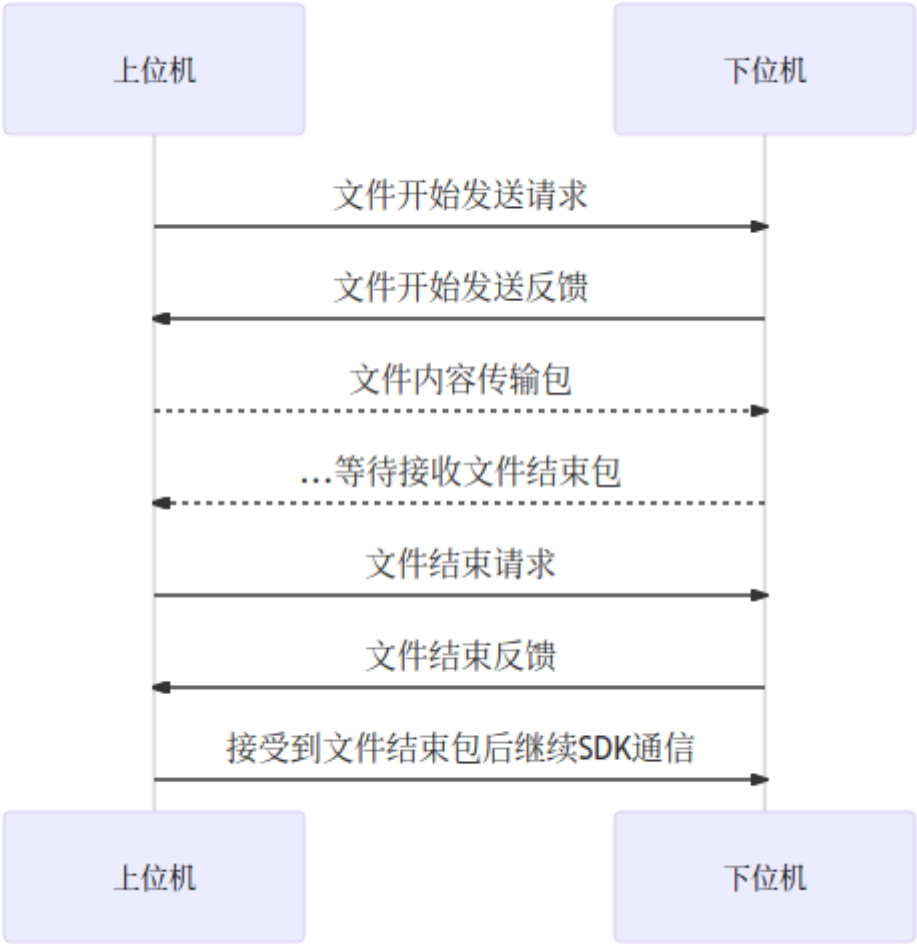 上位机
下位机
文件开始发送请求
文件开始发送反馈
文件内容传输包
...等待接收文件结束包
文件结束请求
文件结束反馈
接受到文件结束包后继续SDK通信
上位机
下位机